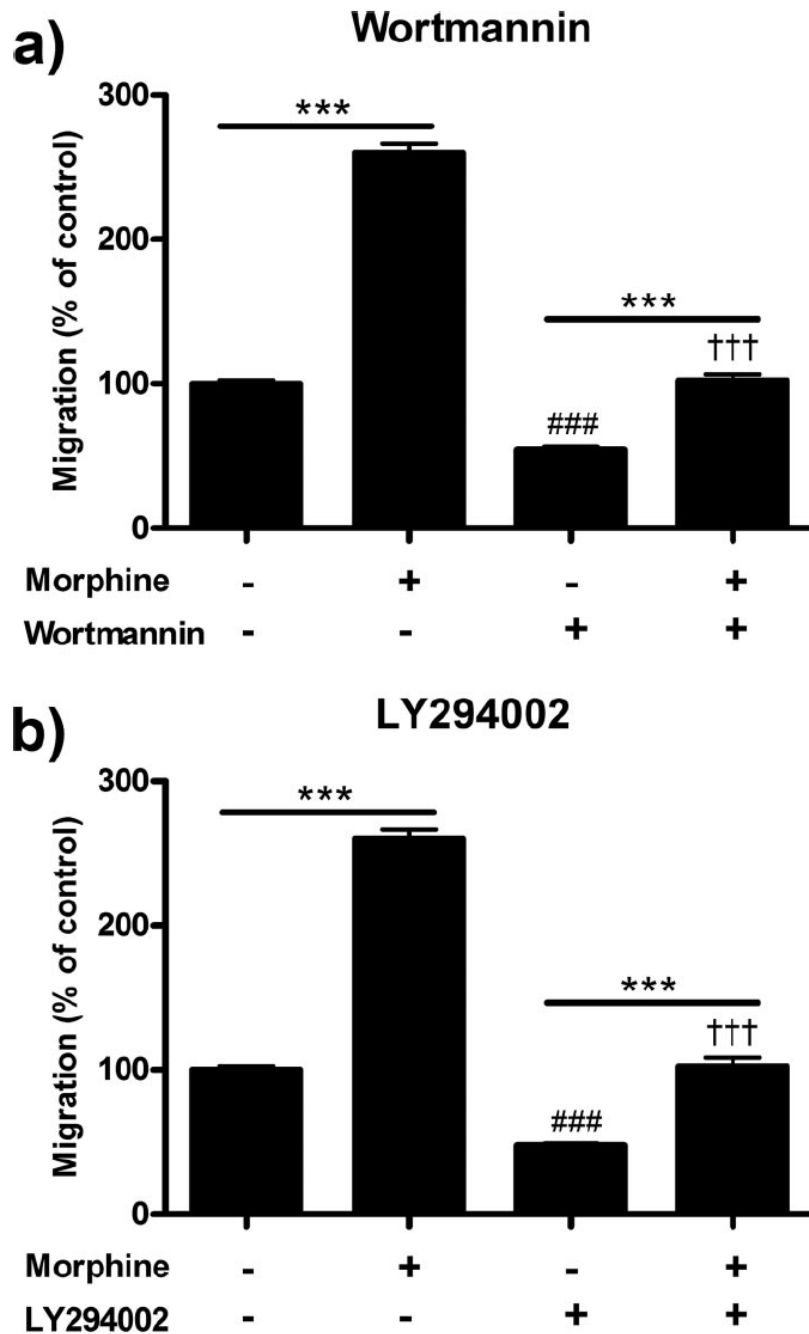 a)
Wortmannin
Migration (% of control)
300
200
100
0
***
***
###
†††
Morphine - + - +
Wortmannin - - + +
b)
LY294002
Migration (% of control)
300
200
100
0
***
***
###
†††
Morphine - + - +
LY294002 - - + +